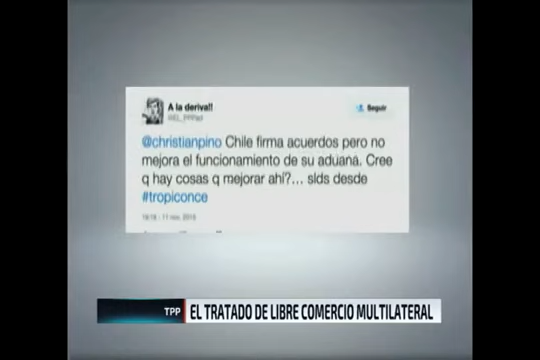 A la deriva!!
Seguir
@christianpino Chile firma acuerdos pero no
mejora el funcionamiento de su aduana. Cree
q hay cosas q mejorar ahí?... slds desde
#tropiconce
TPP EL TRATADO DE LIBRE COMERCIO MULTILATERAL